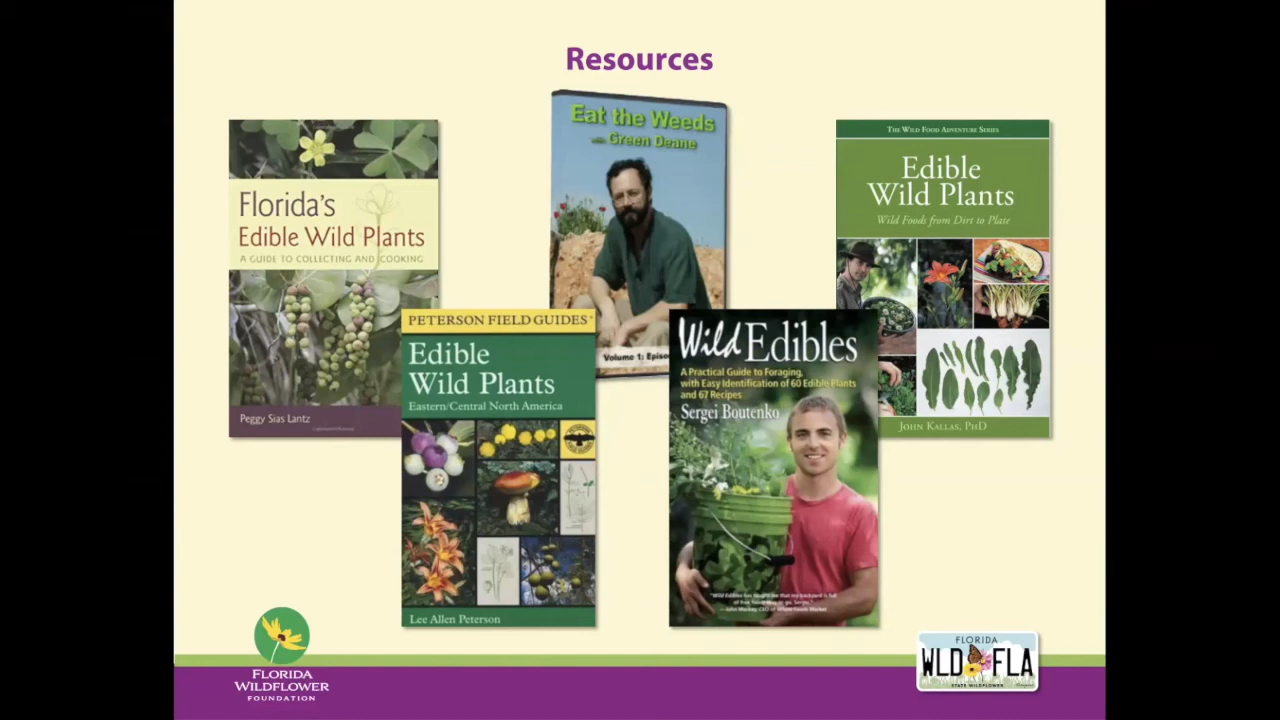 Resources
Florida's
Edible Wild Plants
A GUIDE TO COLLECTING AND COOKING
Peggy Sias Lantz
Eat the Weeds
with Green Deane
Volume 1:
THE WILD FOOD ADVENTURE SERIES
Edible
Wild Plants
Wild Foods from Dirt to Plate
JOHN KALLAS, PHD
PETERSON FIELD GUIDES®
Edible
Wild Plants
Eastern/Central North America
Lee Allen Peterson
Wild Edibles
A Practical Guide to Foraging,
with Easy Identification of 60 Edible Plants
and 67 Recipes
Sergei Boutenko
FLORIDA
WILDFLOWER
FOUNDATION
FLORIDA
WLD FLA
STATE WILDFLOWER